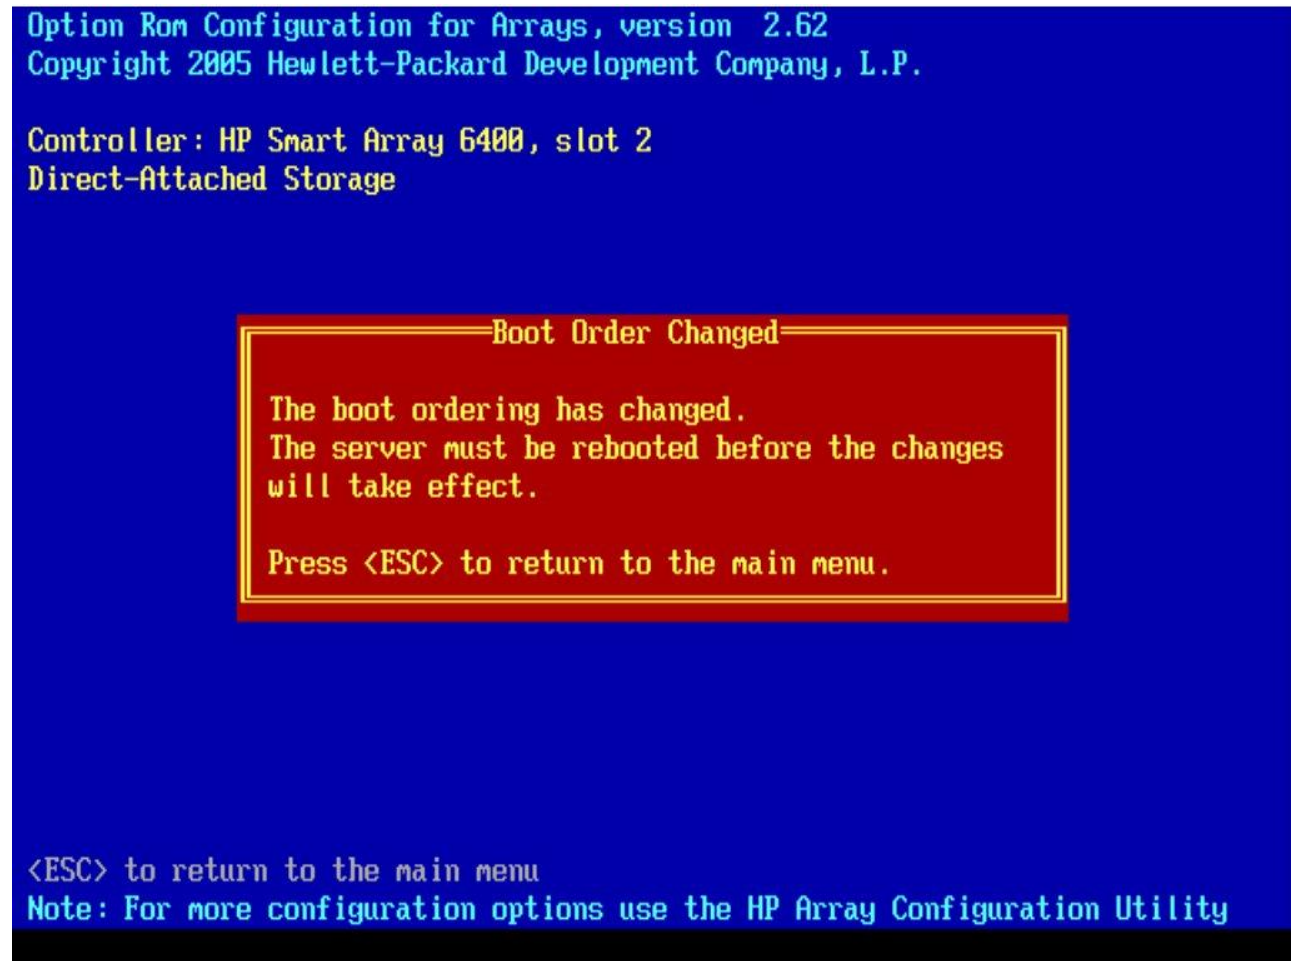 Option Rom Configuration for Arrays, version  2.62
Copyright 2005 Hewlett-Packard Development Company, L.P.
Controller: HP Smart Array 6400, slot 2
Direct-Attached Storage
Boot Order Changed
The boot ordering has changed.
The server must be rebooted before the changes
will take effect.
Press <ESC> to return to the main menu.
<ESC> to return to the main menu
Note: For more configuration options use the HP Array Configuration Utility